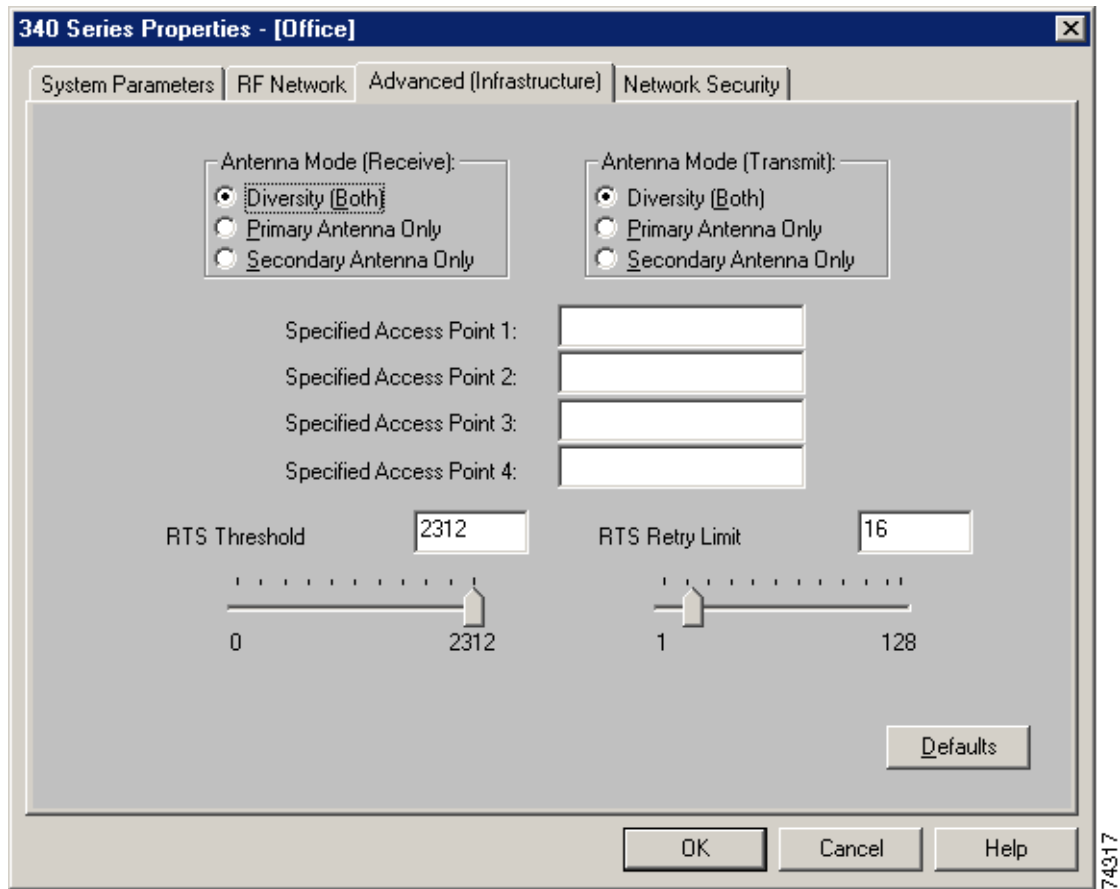 340 Series Properties - [Office]
System Parameters
RF Network
Advanced (Infrastructure)
Network Security
Antenna Mode (Receive):
Diversity (Both)
Primary Antenna Only
Secondary Antenna Only
Antenna Mode (Transmit):
Diversity (Both)
Primary Antenna Only
Secondary Antenna Only
Specified Access Point 1:
Specified Access Point 2:
Specified Access Point 3:
Specified Access Point 4:
RTS Threshold
2312
0
2312
RTS Retry Limit
16
1
128
Defaults
OK
Cancel
Help
74317